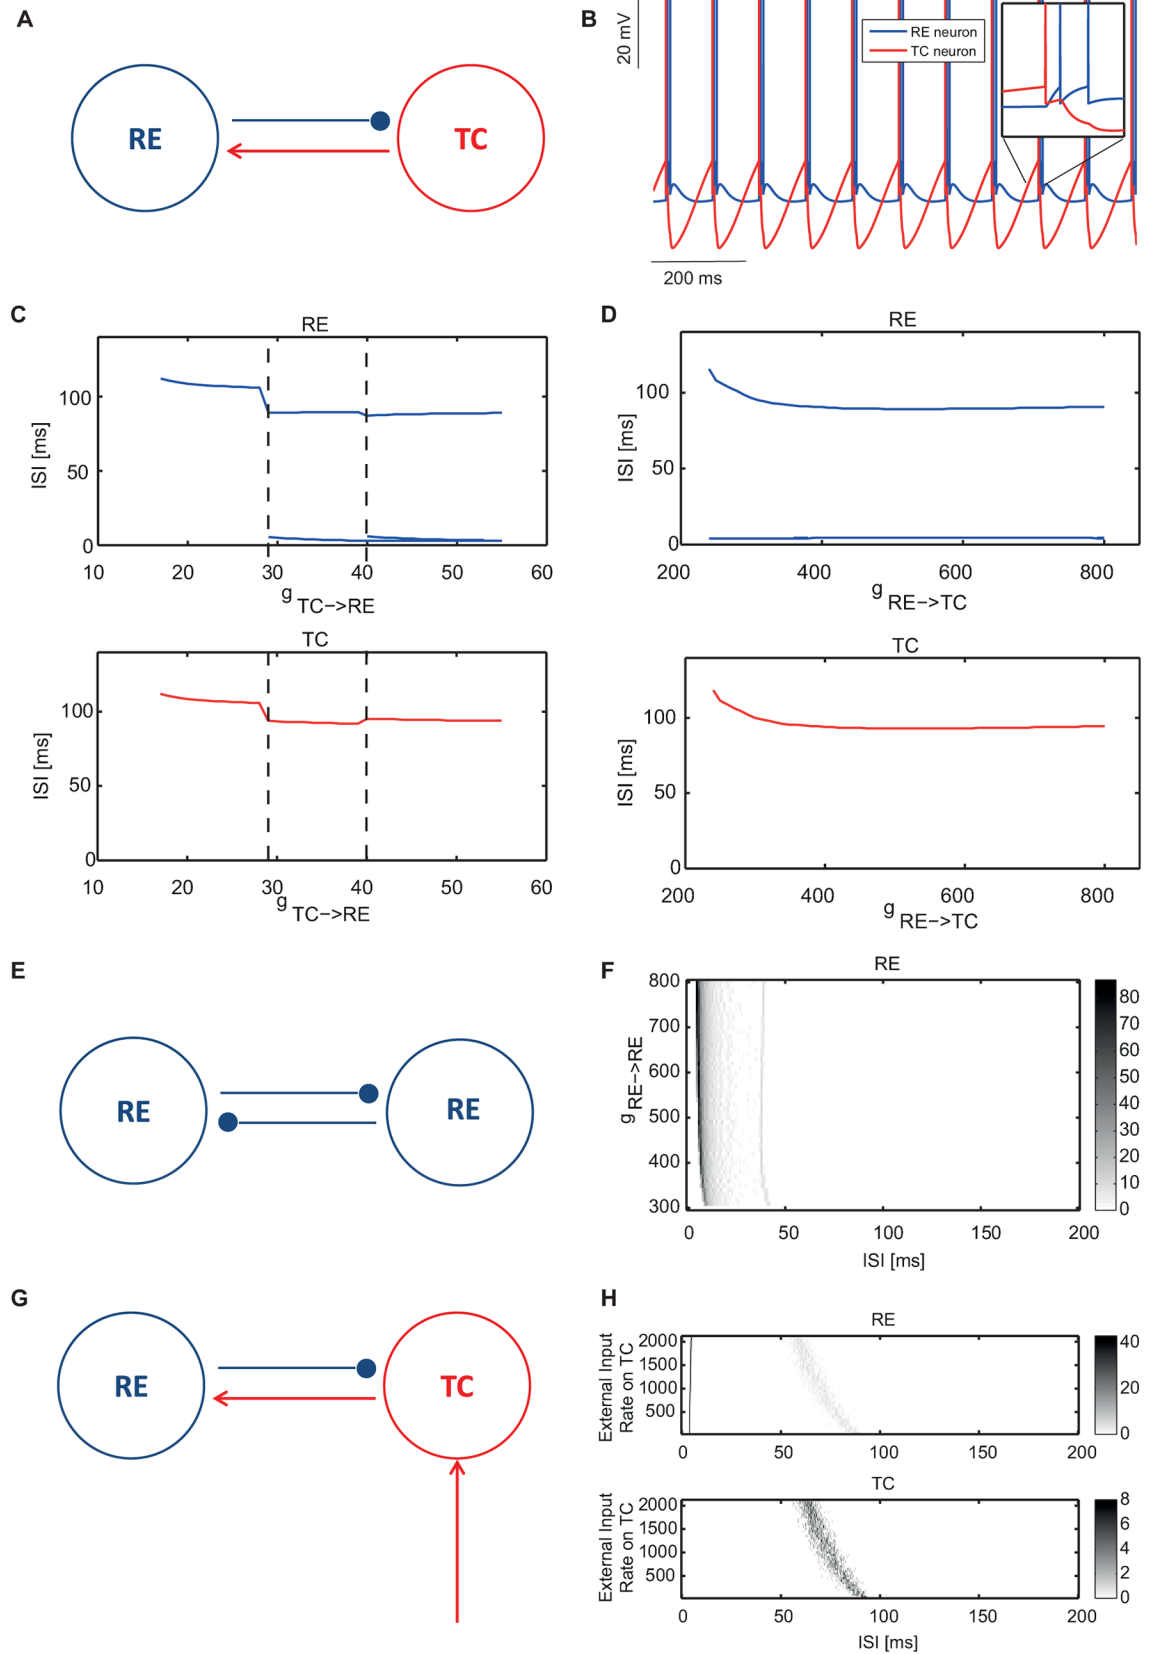 A
RE
TC
B
20 mV
RE neuron
TC neuron
200 ms
C
RE
ISI [ms]
100
50
0
10 20 30 40 50 60
g TC->RE
TC
ISI [ms]
100
50
0
10 20 30 40 50 60
g TC->RE
D
RE
ISI [ms]
100
50
0
200 400 600 800
g RE->TC
TC
ISI [ms]
100
50
0
200 400 600 800
g RE->TC
E
RE
RE
F
RE
g RE->RE
800
700
600
500
400
300
0 50 100 150 200
ISI [ms]
80
70
60
50
40
30
20
10
0
G
RE
TC
H
RE
External Input
Rate on TC
2000
1500
1000
500
0 50 100 150 200
40
20
0
TC
External Input
Rate on TC
2000
1500
1000
500
0 50 100 150 200
ISI [ms]
8
6
4
2
0